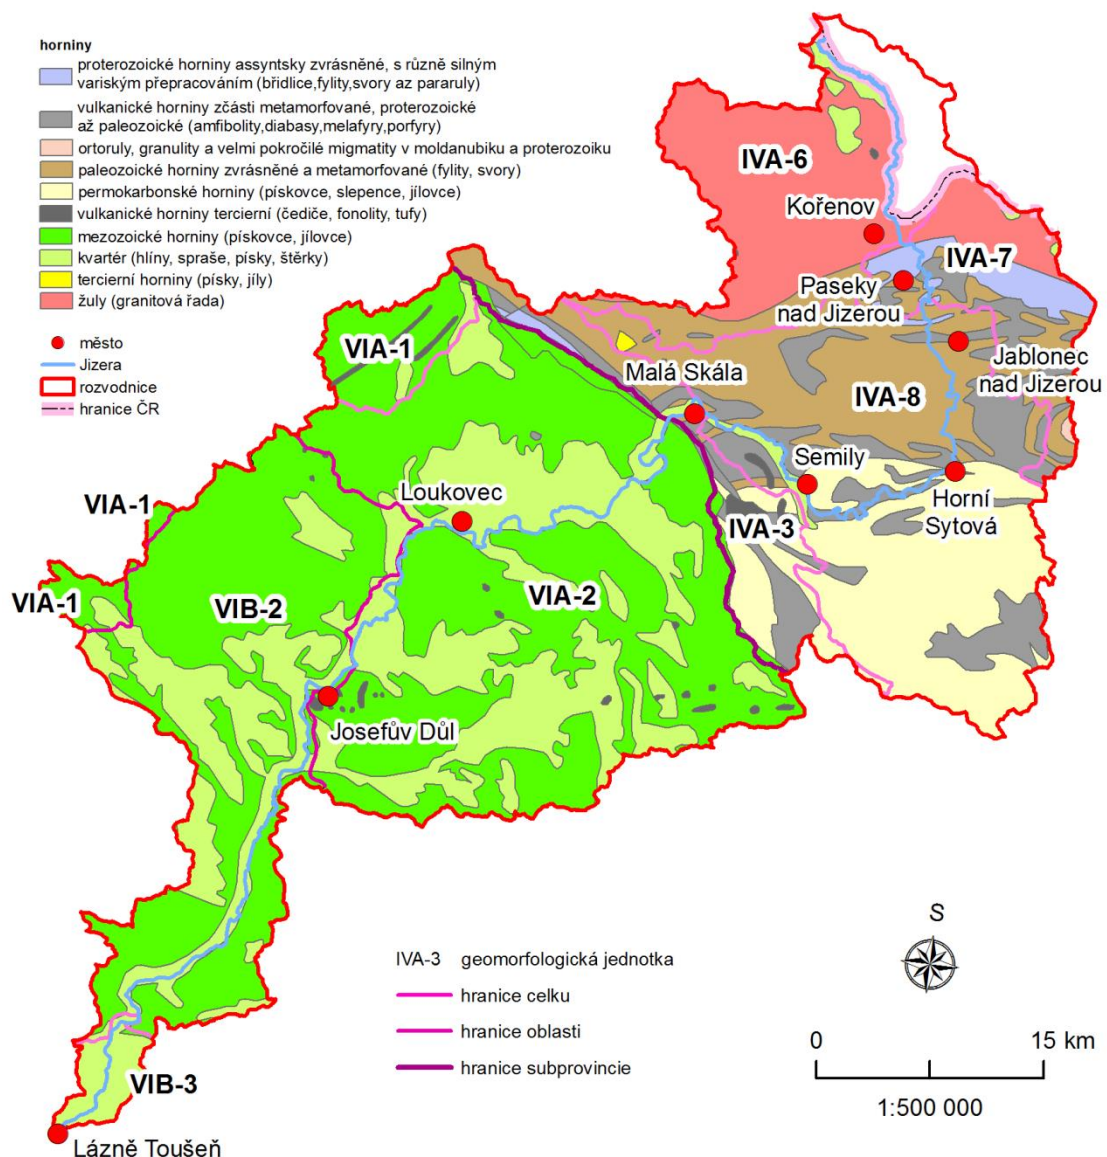 horniny
proterozoické horniny assyntsky zvrásněné, s různě silným
variským přepracováním (břidlice,fylity,svory az pararuly)
vulkanické horniny zčásti metamorfované, proterozoické
až paleozoické (amfibolity,diabasy,melafyry,porfyry)
ortoruly, granulity a velmi pokročilé migmatity v moldanubiku a proterozoiku
paleozoické horniny zvrásněné a metamorfované (fylity, svory)
permokarbonské horniny (pískovce, slepence, jílovce)
vulkanické horniny tercierní (čediče, fonolity, tufy)
mezozoické horniny (pískovce, jílovce)
kvartér (hlíny, spraše, písky, štěrky)
tercierní horniny (písky, jíly)
žuly (granitová řada)
město
Jizera
rozvodnice
hranice ČR
IVA-6
Kořenov
IVA-7
Paseky
nad Jizerou
VIA-1
Malá Skála
Jablonec
nad Jizerou
IVA-8
Semily
Loukovec
Horní
Sytová
VIA-1
IVA-3
VIA-1
VIB-2
VIA-2
Josefův Důl
S
IVA-3 geomorfologická jednotka
hranice celku
hranice oblasti
hranice subprovincie
0 15 km
1:500 000
VIB-3
Lázně Toušeň